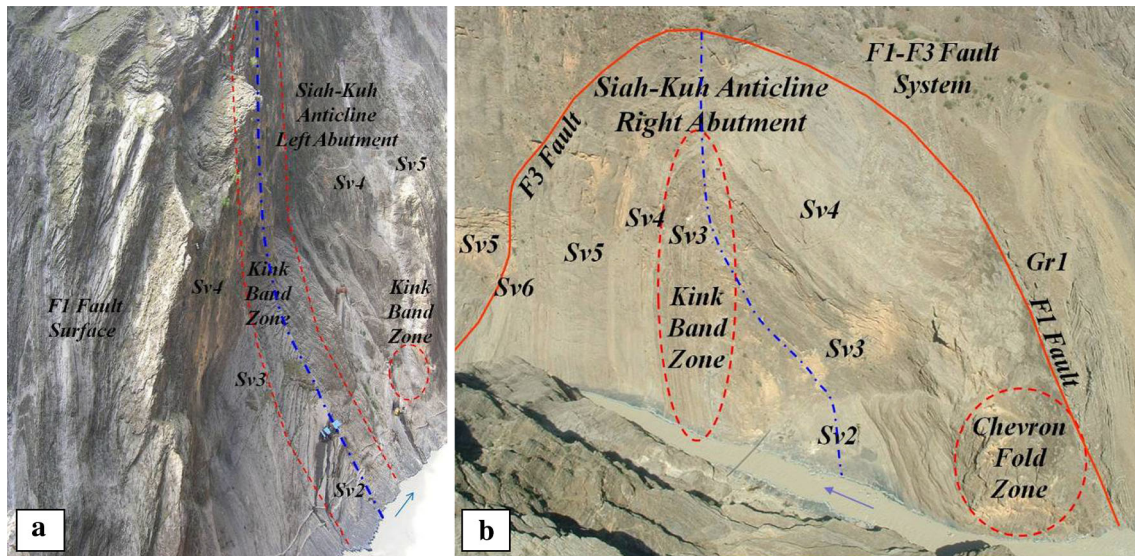 Siah-Kuh
Anticline
Left Abutment
Sv5
Sv4
Sv4
Kink
Band
Zone
Kink
Band
Zone
F1 Fault
Surface
Sv3
Sv2
a
F1-F3 Fault
System
Siah-Kuh Anticline
Right Abutment
F3 Fault
Sv4
Sv4
Sv3
Sv5
Sv5
Sv6
Gr1
F1 Fault
Kink
Band
Zone
Sv3
Sv2
Chevron
Fold
Zone
b